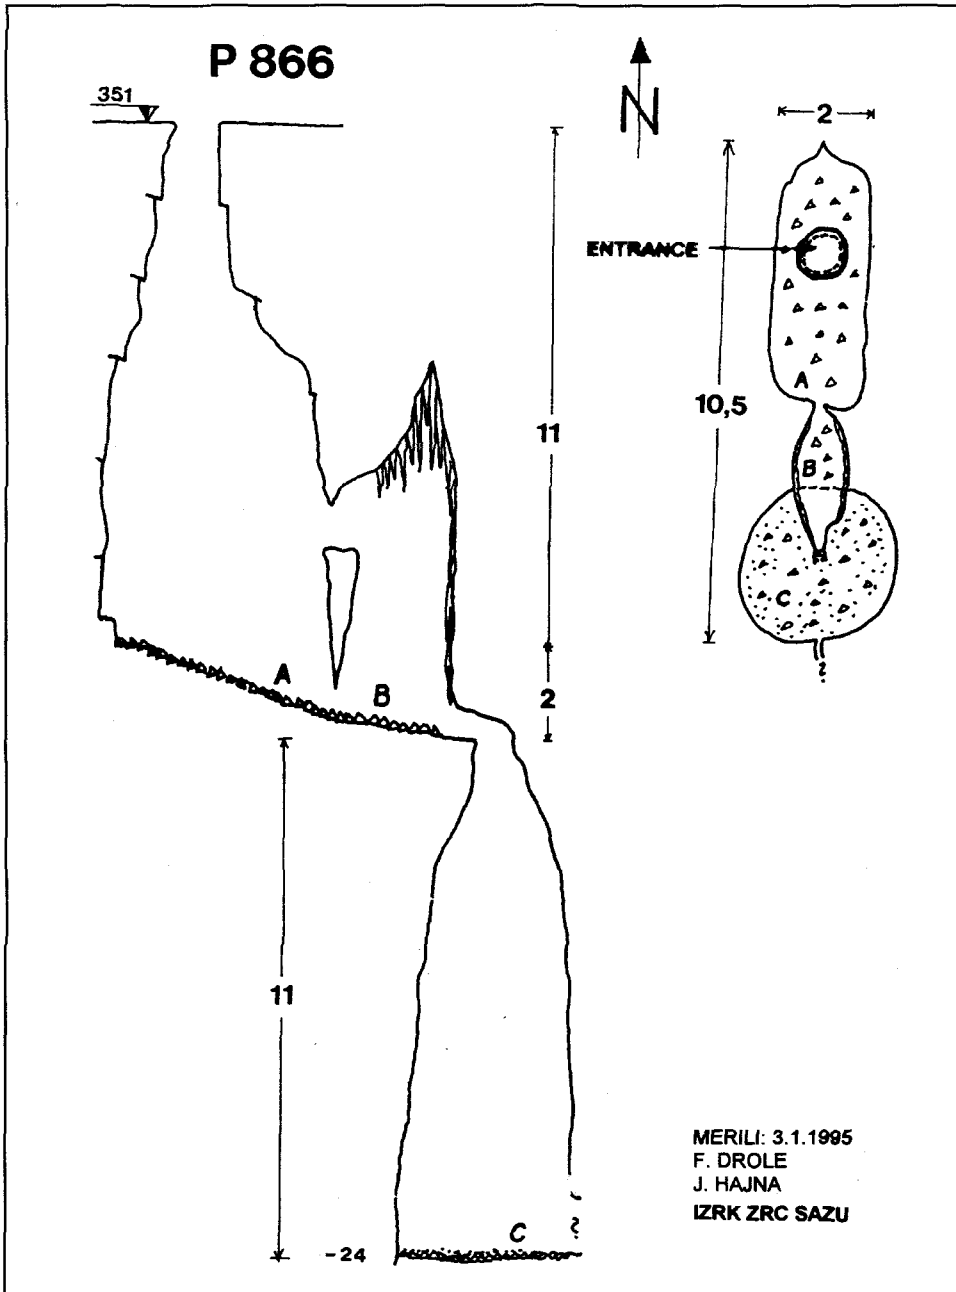 P 866
351
N
2
ENTRANCE
11
10,5
A
B
C
?
A
B
2
11
C
?
-24
MERILI: 3.1.1995
F. DROLE
J. HAJNA
IZRK ZRC SAZU